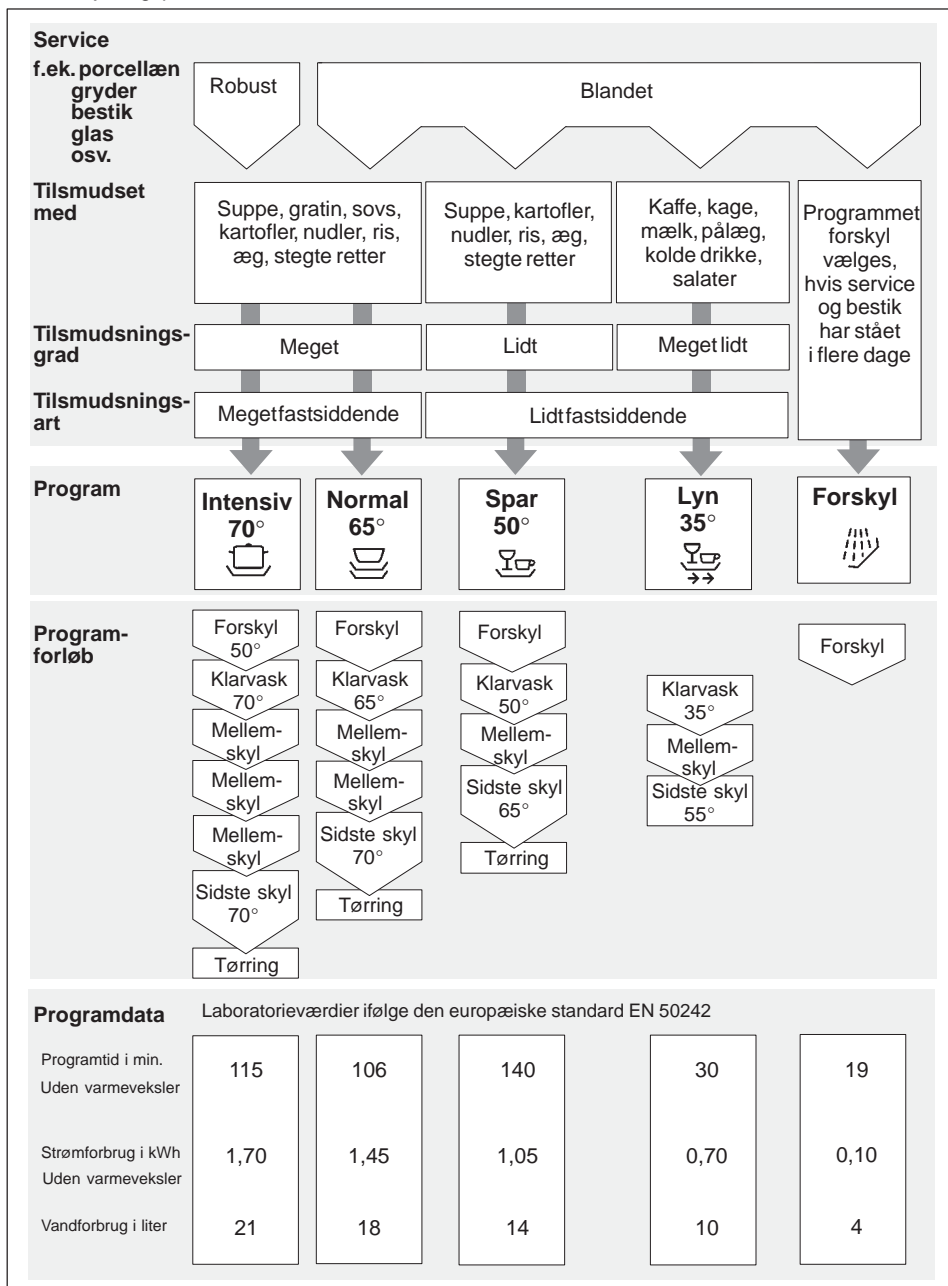 Service
f.ek. porcellæn
gryder
bestik
glas
osv.
Robust
Blandet
Tilsmudset
med
Suppe, gratin, sovs,
kartofler, nudler, ris,
æg, stegte retter
Suppe, kartofler,
nudler, ris, æg,
stegte retter
Kaffe, kage,
mælk, pålæg,
kolde drikke,
salater
Programmet
forskyl
vælges,
hvis service
og bestik
har stået
i flere dage
Tilsmudsnings-
grad
Meget
Lidt
Meget lidt
Tilsmudsnings-
art
Meget fastsiddende
Lidt fastsiddende
Program
Intensiv
70°
Normal
65°
Spar
50°
Lyn
35°
Forskyl
Program-
forløb
Forskyl
50°
Klarvask
70°
Mellem-
skyl
Mellem-
skyl
Mellem-
skyl
Sidste skyl
70°
Tørring
Forskyl
Klarvask
65°
Mellem-
skyl
Mellem-
skyl
Sidste skyl
70°
Tørring
Forskyl
Klarvask
50°
Mellem-
skyl
Sidste skyl
65°
Tørring
Klarvask
35°
Mellem-
skyl
Sidste skyl
55°
Forskyl
Programdata Laboratorieværdier ifølge den europæiske standard EN 50242
Programtid i min.
Uden varmeveksler
115 106 140 30 19
Strømforbrug i kWh
Uden varmeveksler
1,70 1,45 1,05 0,70 0,10
Vandforbrug i liter
21 18 14 10 4